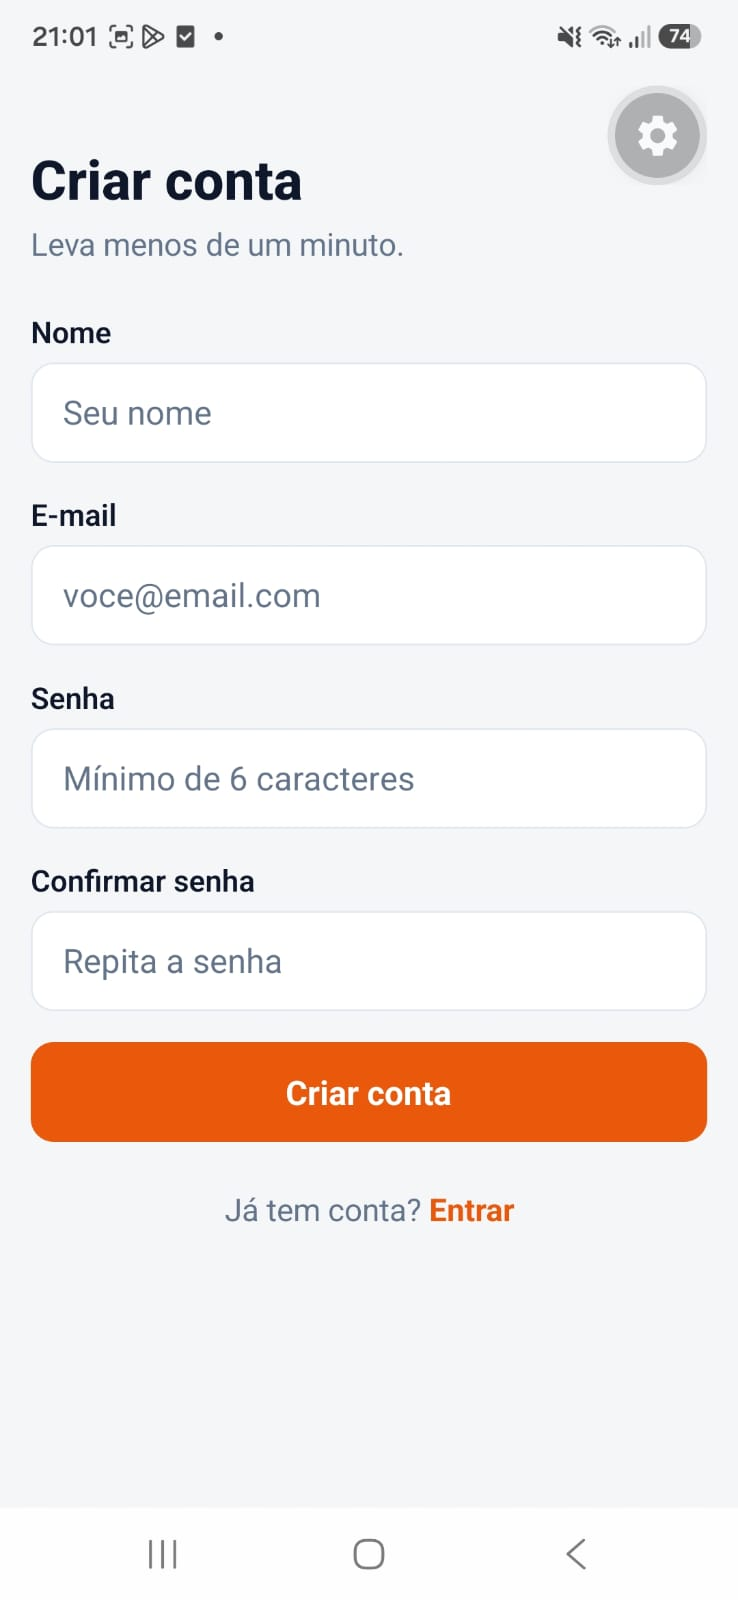 21:01
74
Criar conta
Leva menos de um minuto.
Nome
Seu nome
E-mail
voce@email.com
Senha
Mínimo de 6 caracteres
Confirmar senha
Repita a senha
Criar conta
Já tem conta? Entrar